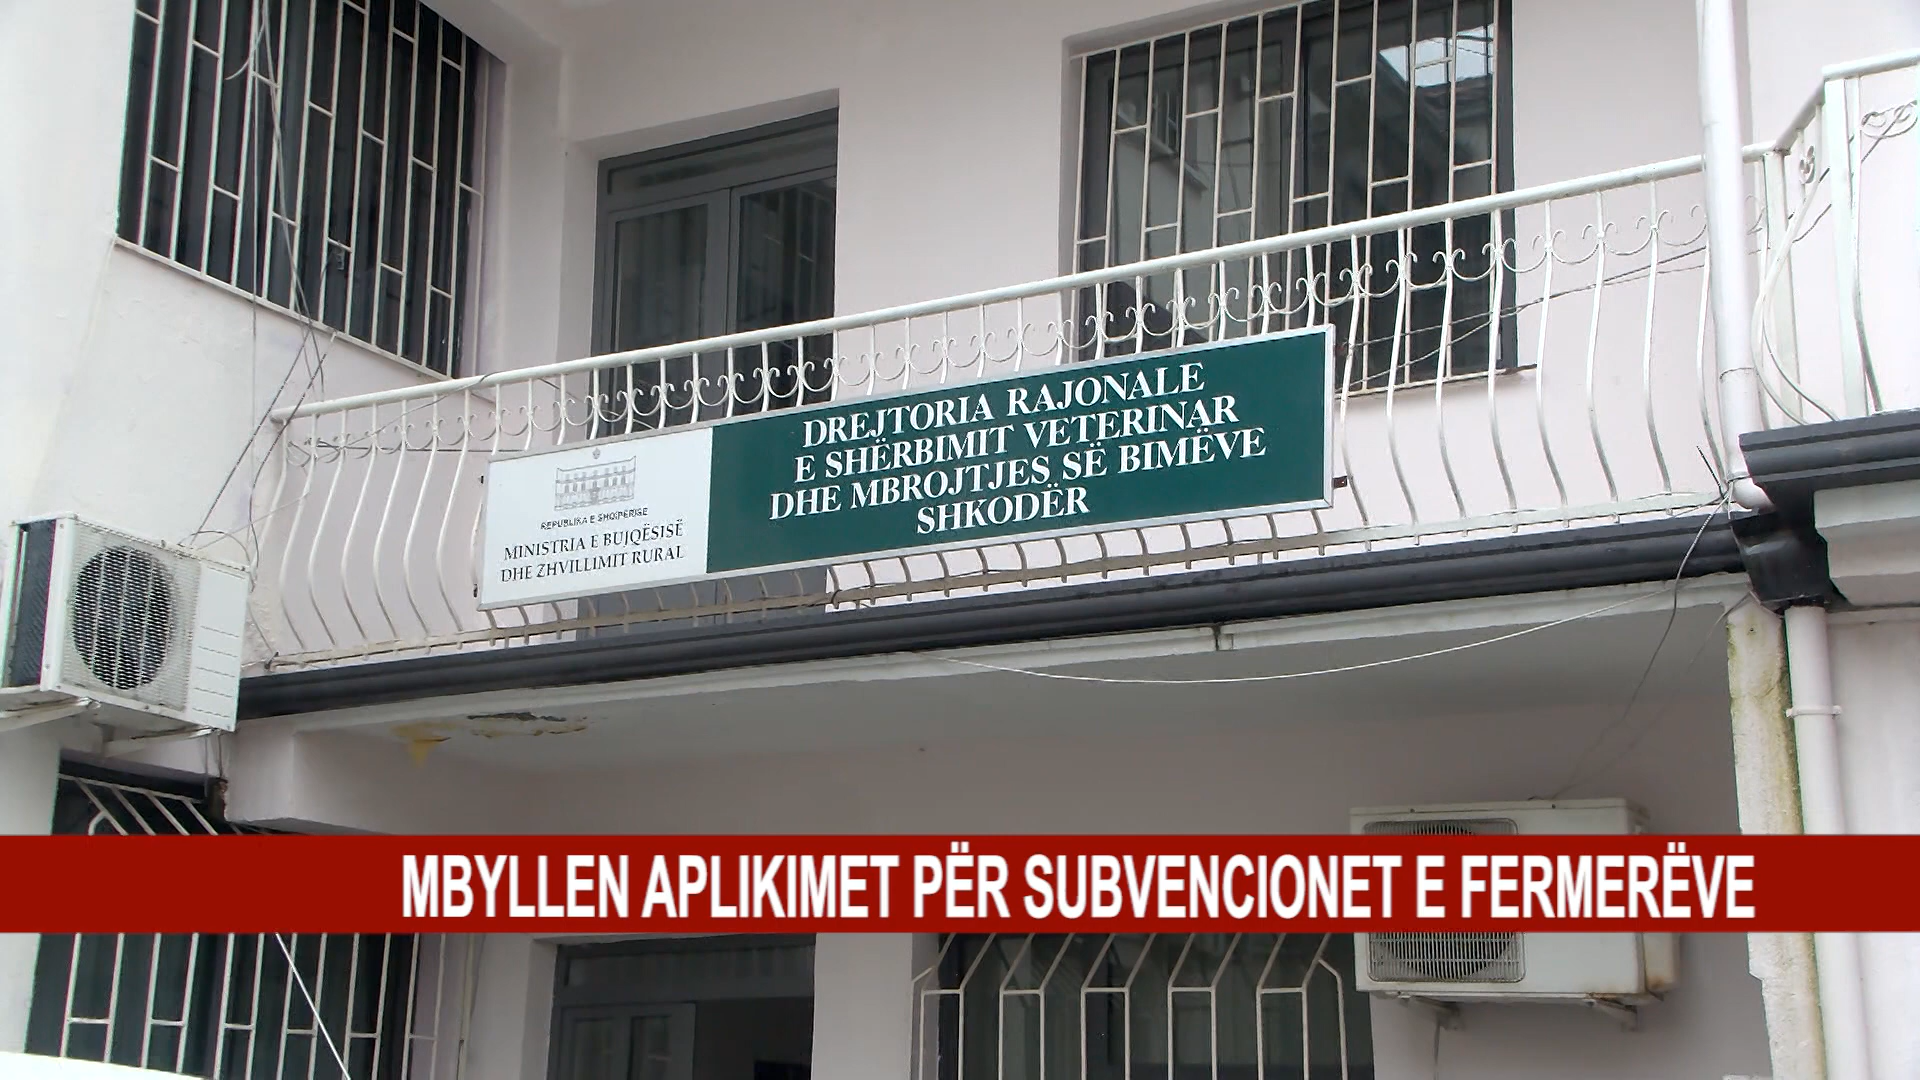 REPUBLIKA E SHQIPËRISË
MINISTRIA E BUJQËSISË
DHE ZHVILLIMIT RURAL
DREJTORIA RAJONALE
E SHËRBIMIT VETERINAR
DHE MBROJTJES SË BIMËVE
SHKODËR
MBYLLEN APLIKIMET PËR SUBVENCIONET E FERMERËVE